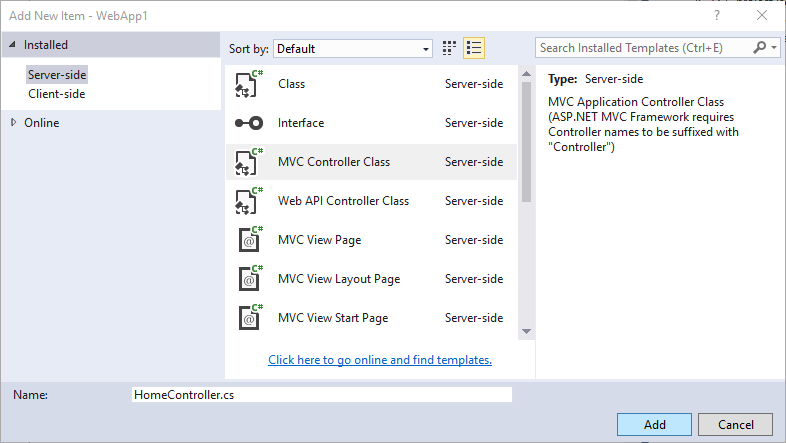 Add New Item - WebApp1
? X
Installed
Server-side
Client-side
Online
Sort by: Default
Search Installed Templates (Ctrl+E)
C# Class Server-side
Interface Server-side
C# MVC Controller Class Server-side
C# Web API Controller Class Server-side
C# @ MVC View Page Server-side
C# @ MVC View Layout Page Server-side
C# @ MVC View Start Page Server-side
Click here to go online and find templates.
Type: Server-side
MVC Application Controller Class
(ASP.NET MVC Framework requires
Controller names to be suffixed with
"Controller")
Name: HomeController.cs
Add Cancel